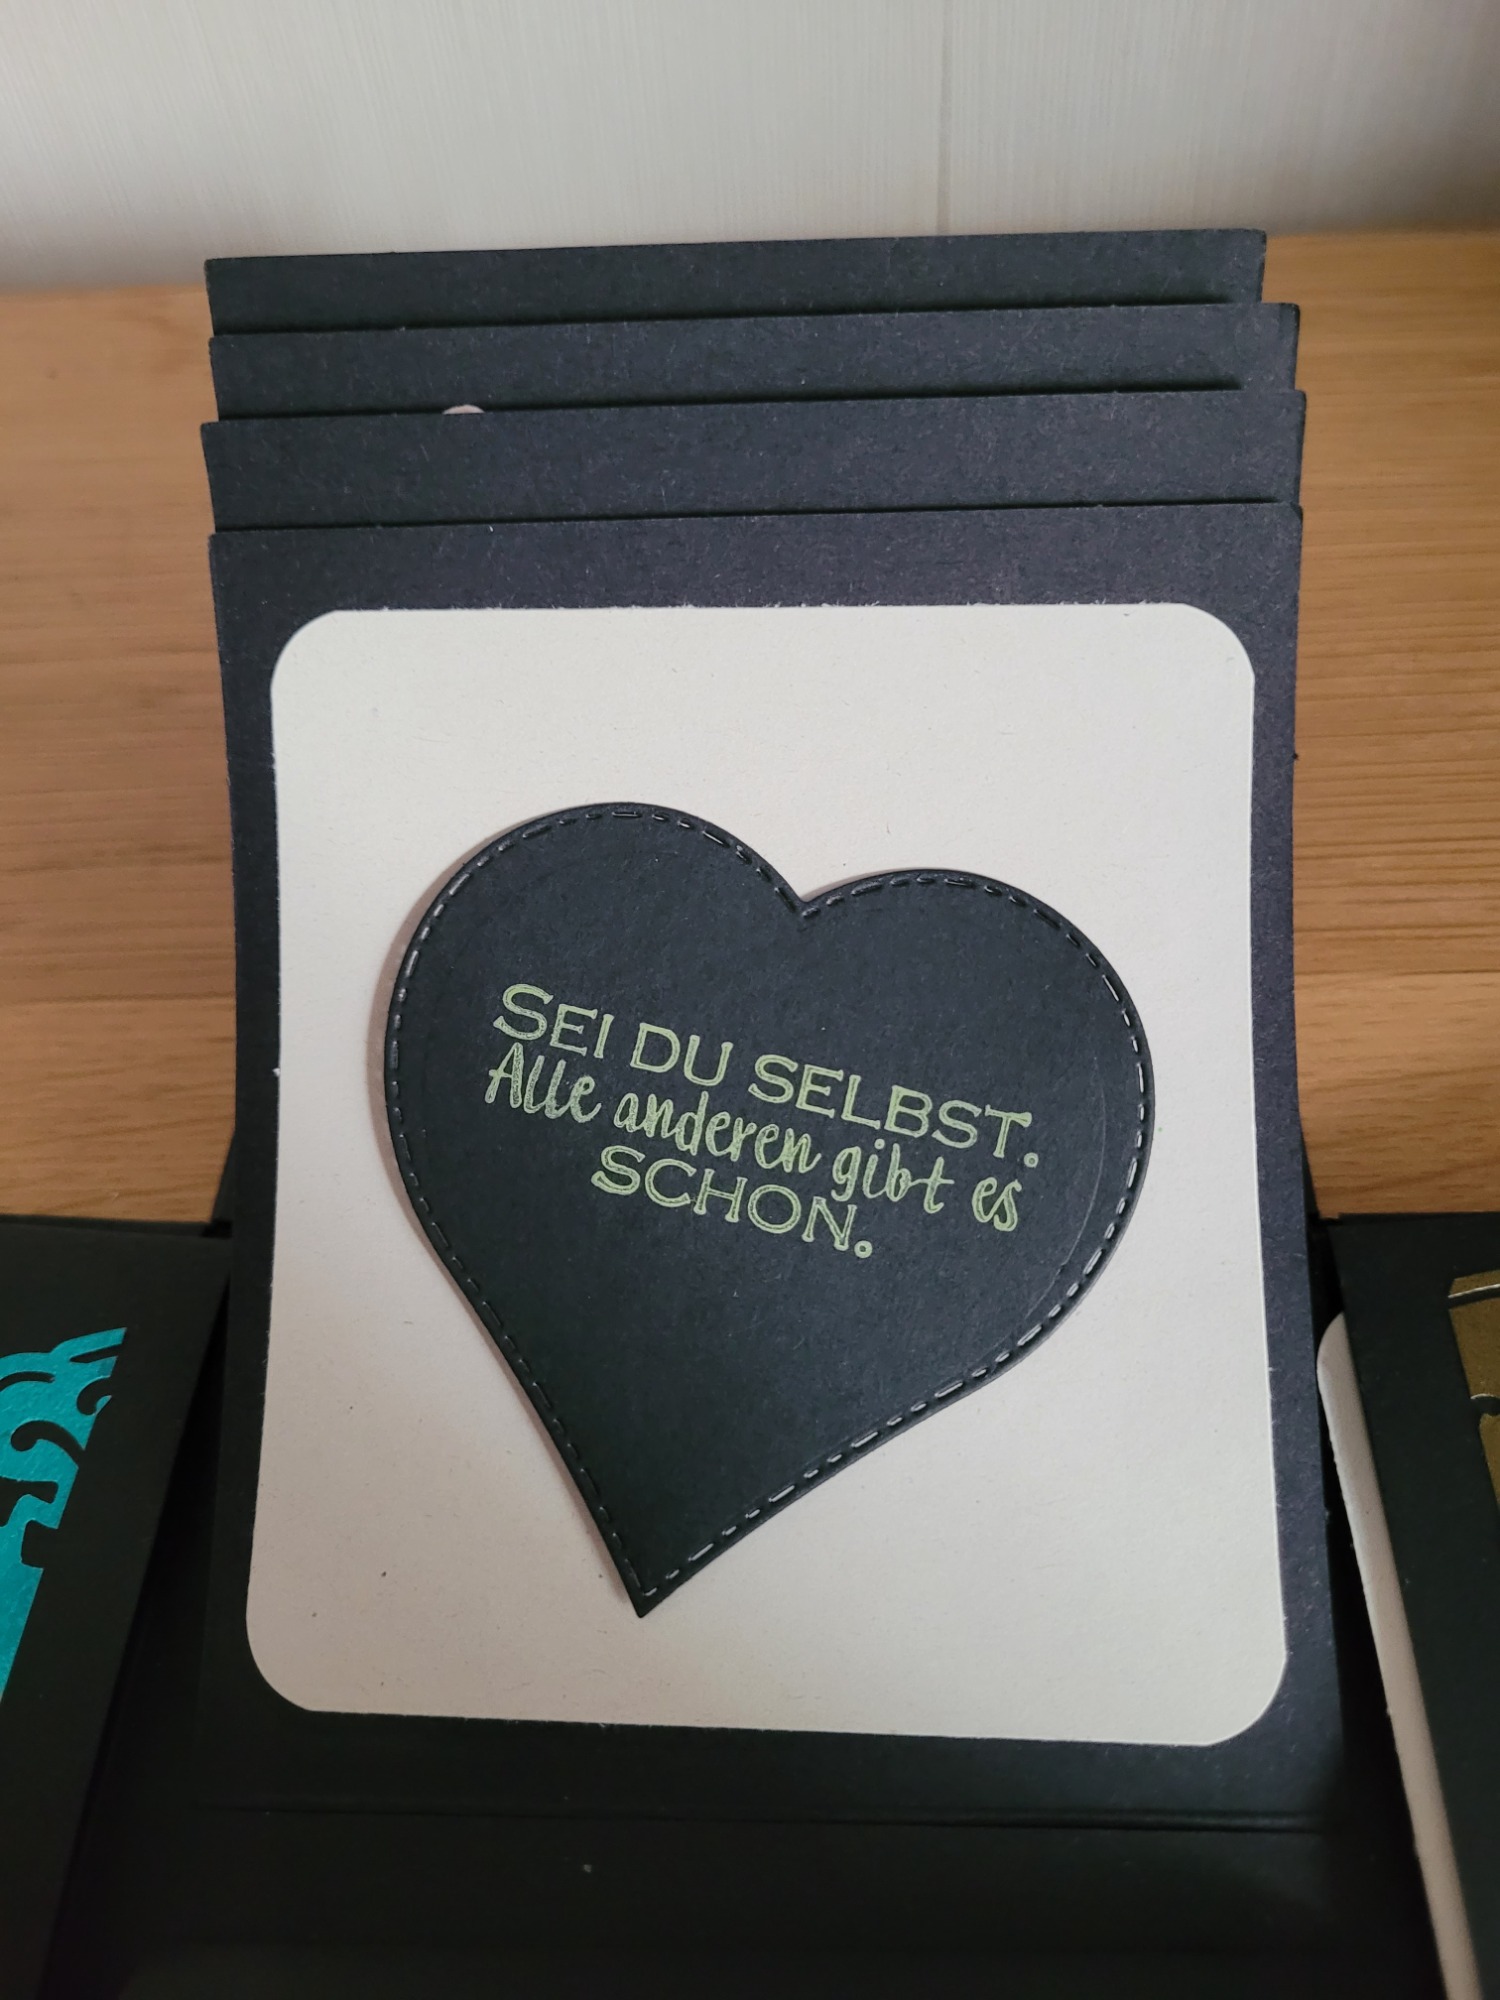 SEI DU SELBST.
Alle anderen gibt es
SCHON.